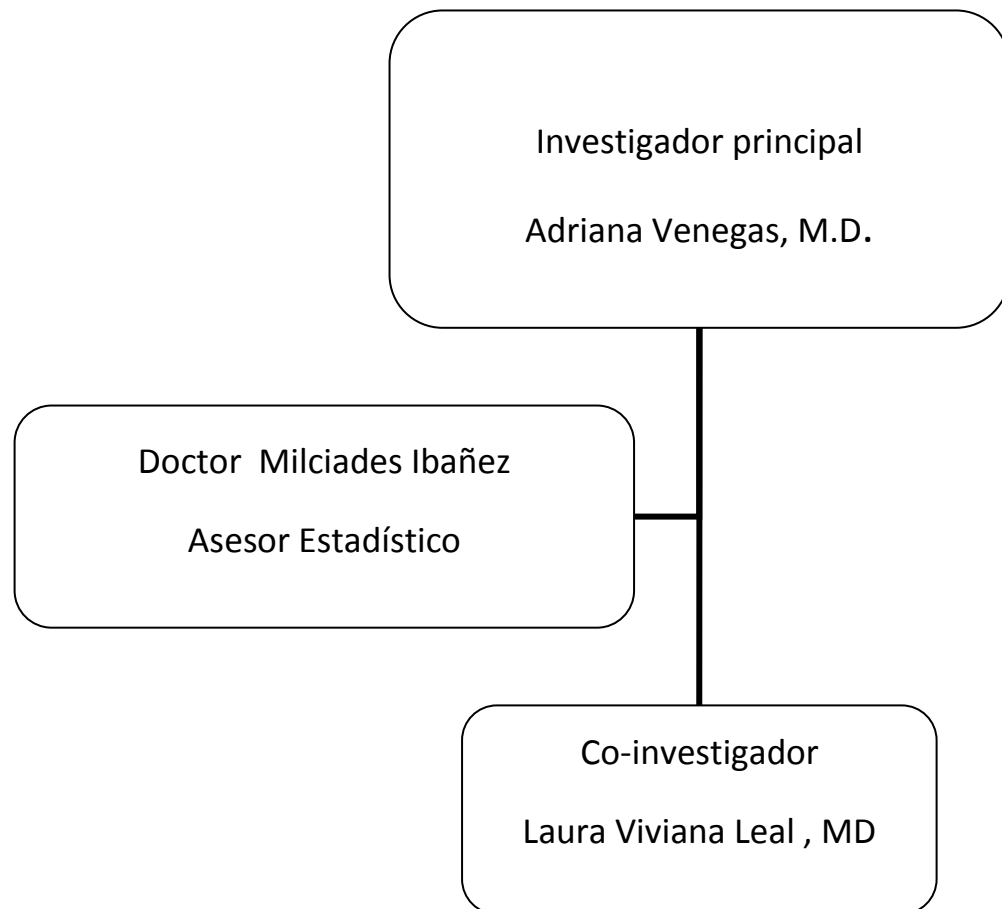 Investigador principal
Adriana Venegas, M.D.
Doctor  Milciades Ibañez
Asesor Estadístico
Co-investigador
Laura Viviana Leal , MD